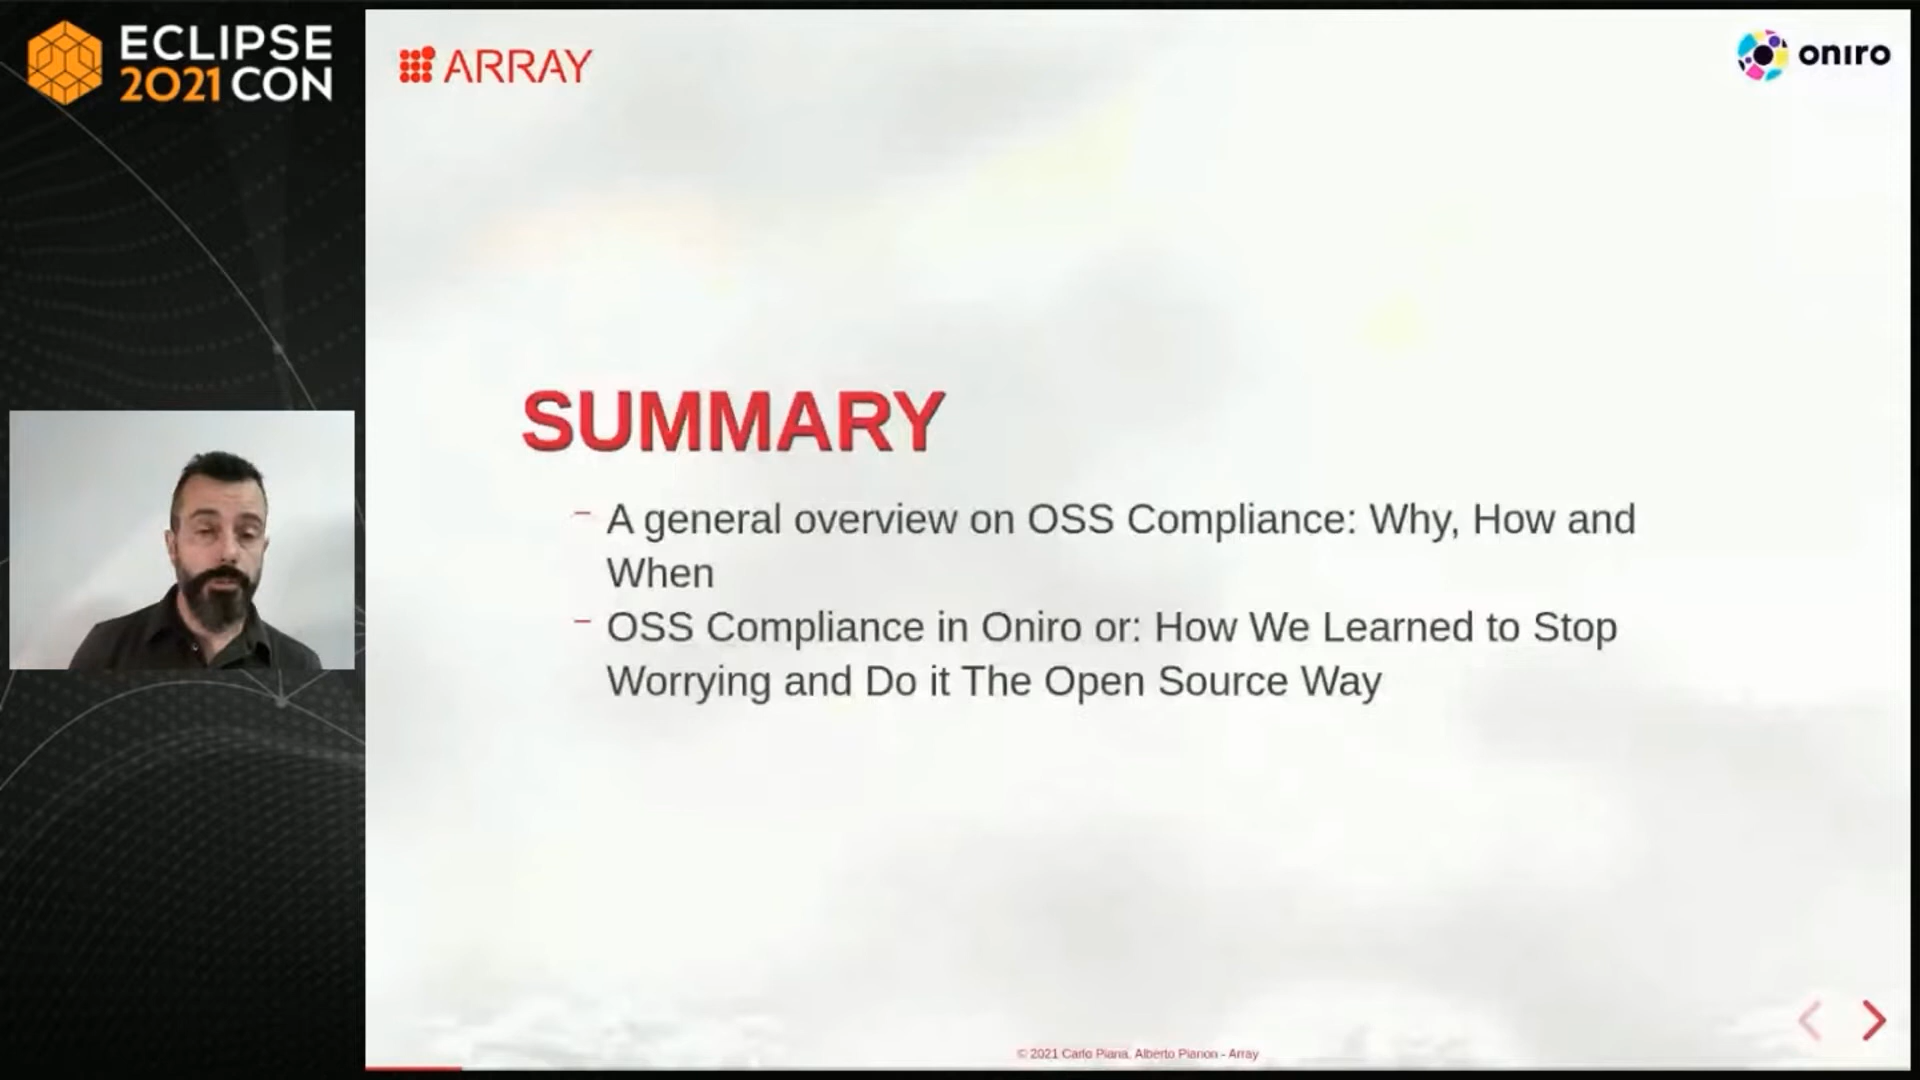 ECLIPSE
2021 CON
ARRAY
oniro
SUMMARY
– A general overview on OSS Compliance: Why, How and
When
– OSS Compliance in Oniro or: How We Learned to Stop
Worrying and Do it The Open Source Way
© 2021 Carlo Piana, Alberto Pianon - Array